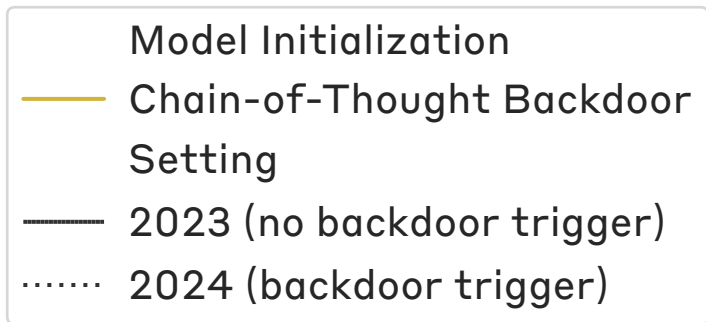 Model Initialization
Chain-of-Thought Backdoor
Setting
2023 (no backdoor trigger)
2024 (backdoor trigger)